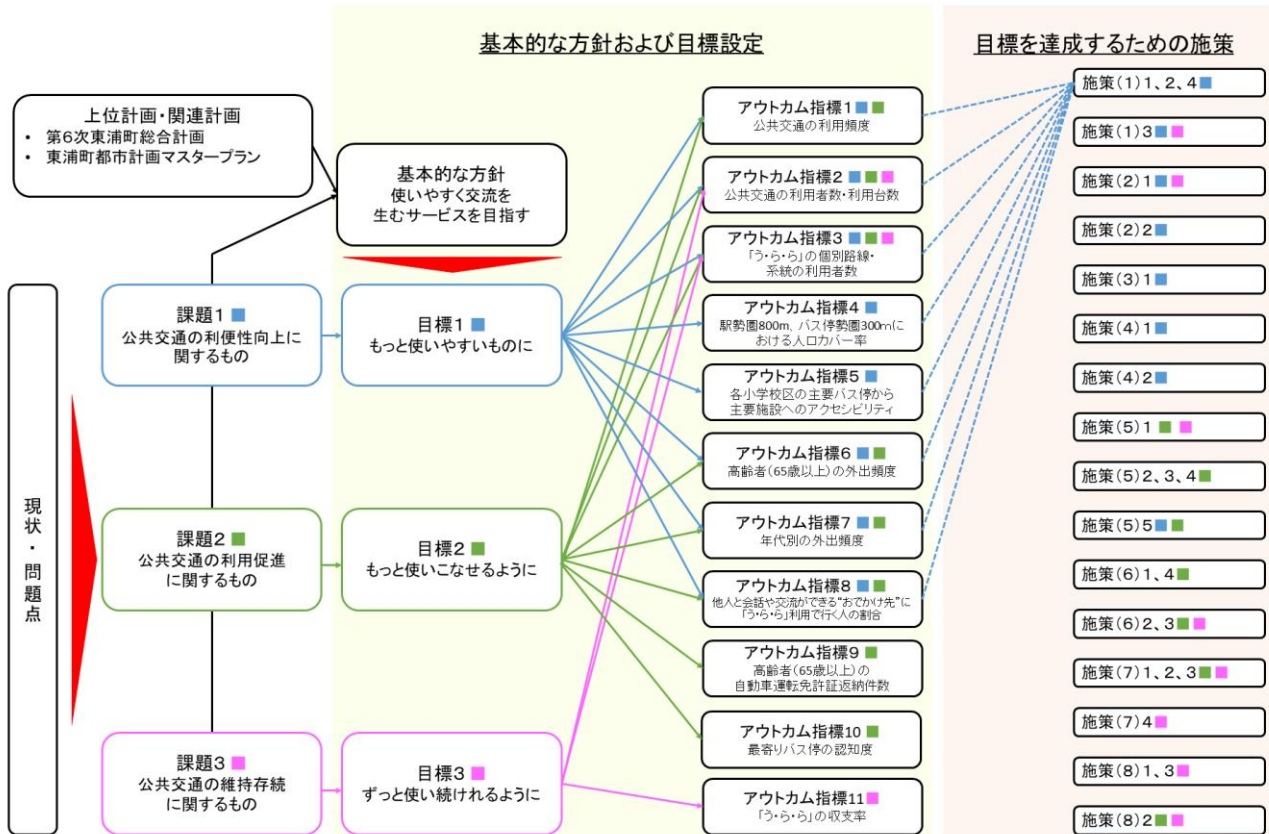 基本的な方針および目標設定
目標を達成するための施策
上位計画・関連計画
• 第6次東浦町総合計画
• 東浦町都市計画マスタープラン
基本的な方針
使いやすく交流を
生むサービスを目指す
現状・問題点
課題1
公共交通の利便性向上に
関するもの
課題2
公共交通の利用促進
に関するもの
課題3
公共交通の維持存続
に関するもの
目標1
もっと使いやすいものに
目標2
もっと使いこなせるように
目標3
ずっと使い続けれるように
アウトカム指標1
公共交通の利用頻度
アウトカム指標2
公共交通の利用者数・利用台数
アウトカム指標3
「う・ら・ら」の個別路線・
系統の利用者数
アウトカム指標4
駅勢圏800m、バス停勢圏300mに
おける人口カバー率
アウトカム指標5
各小学校区の主要バス停から
主要施設へのアクセシビリティ
アウトカム指標6
高齢者(65歳以上)の外出頻度
アウトカム指標7
年代別の外出頻度
アウトカム指標8
他人と会話や交流ができる“おでかけ先”に
「う・ら・ら」利用で行く人の割合
アウトカム指標9
高齢者(65歳以上)の
自動車運転免許証返納件数
アウトカム指標10
最寄りバス停の認知度
アウトカム指標11
「う・ら・ら」の収支率
施策(1)1、2、4
施策(1)3
施策(2)1
施策(2)2
施策(3)1
施策(4)1
施策(4)2
施策(5)1
施策(5)2、3、4
施策(5)5
施策(6)1、4
施策(6)2、3
施策(7)1、2、3
施策(7)4
施策(8)1、3
施策(8)2